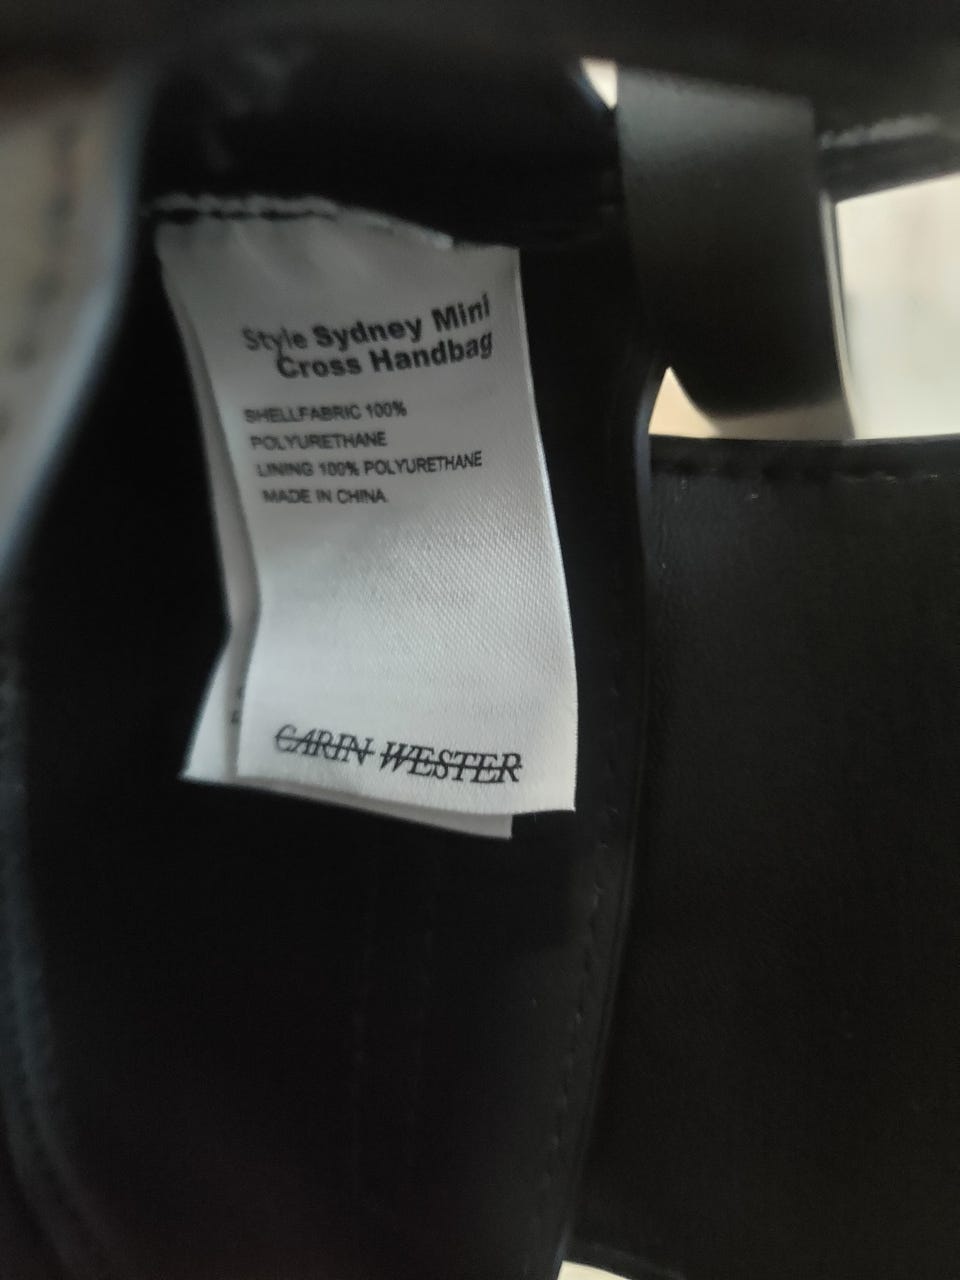 Style Sydney Mini
Cross Handbag
SHELLFABRIC 100%
POLYURETHANE
LINING 100% POLYURETHANE
MADE IN CHINA
CARIN WESTER